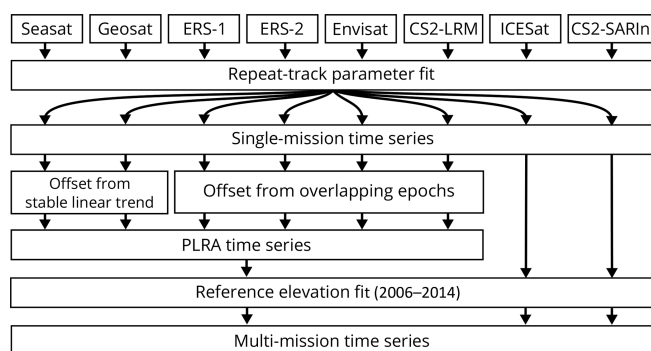 Seasat Geosat ERS-1 ERS-2 Envisat CS2-LRM ICESat CS2-SARIn
Repeat-track parameter fit
Single-mission time series
Offset from
stable linear trend
Offset from overlapping epochs
PLRA time series
Reference elevation fit (2006–2014)
Multi-mission time series